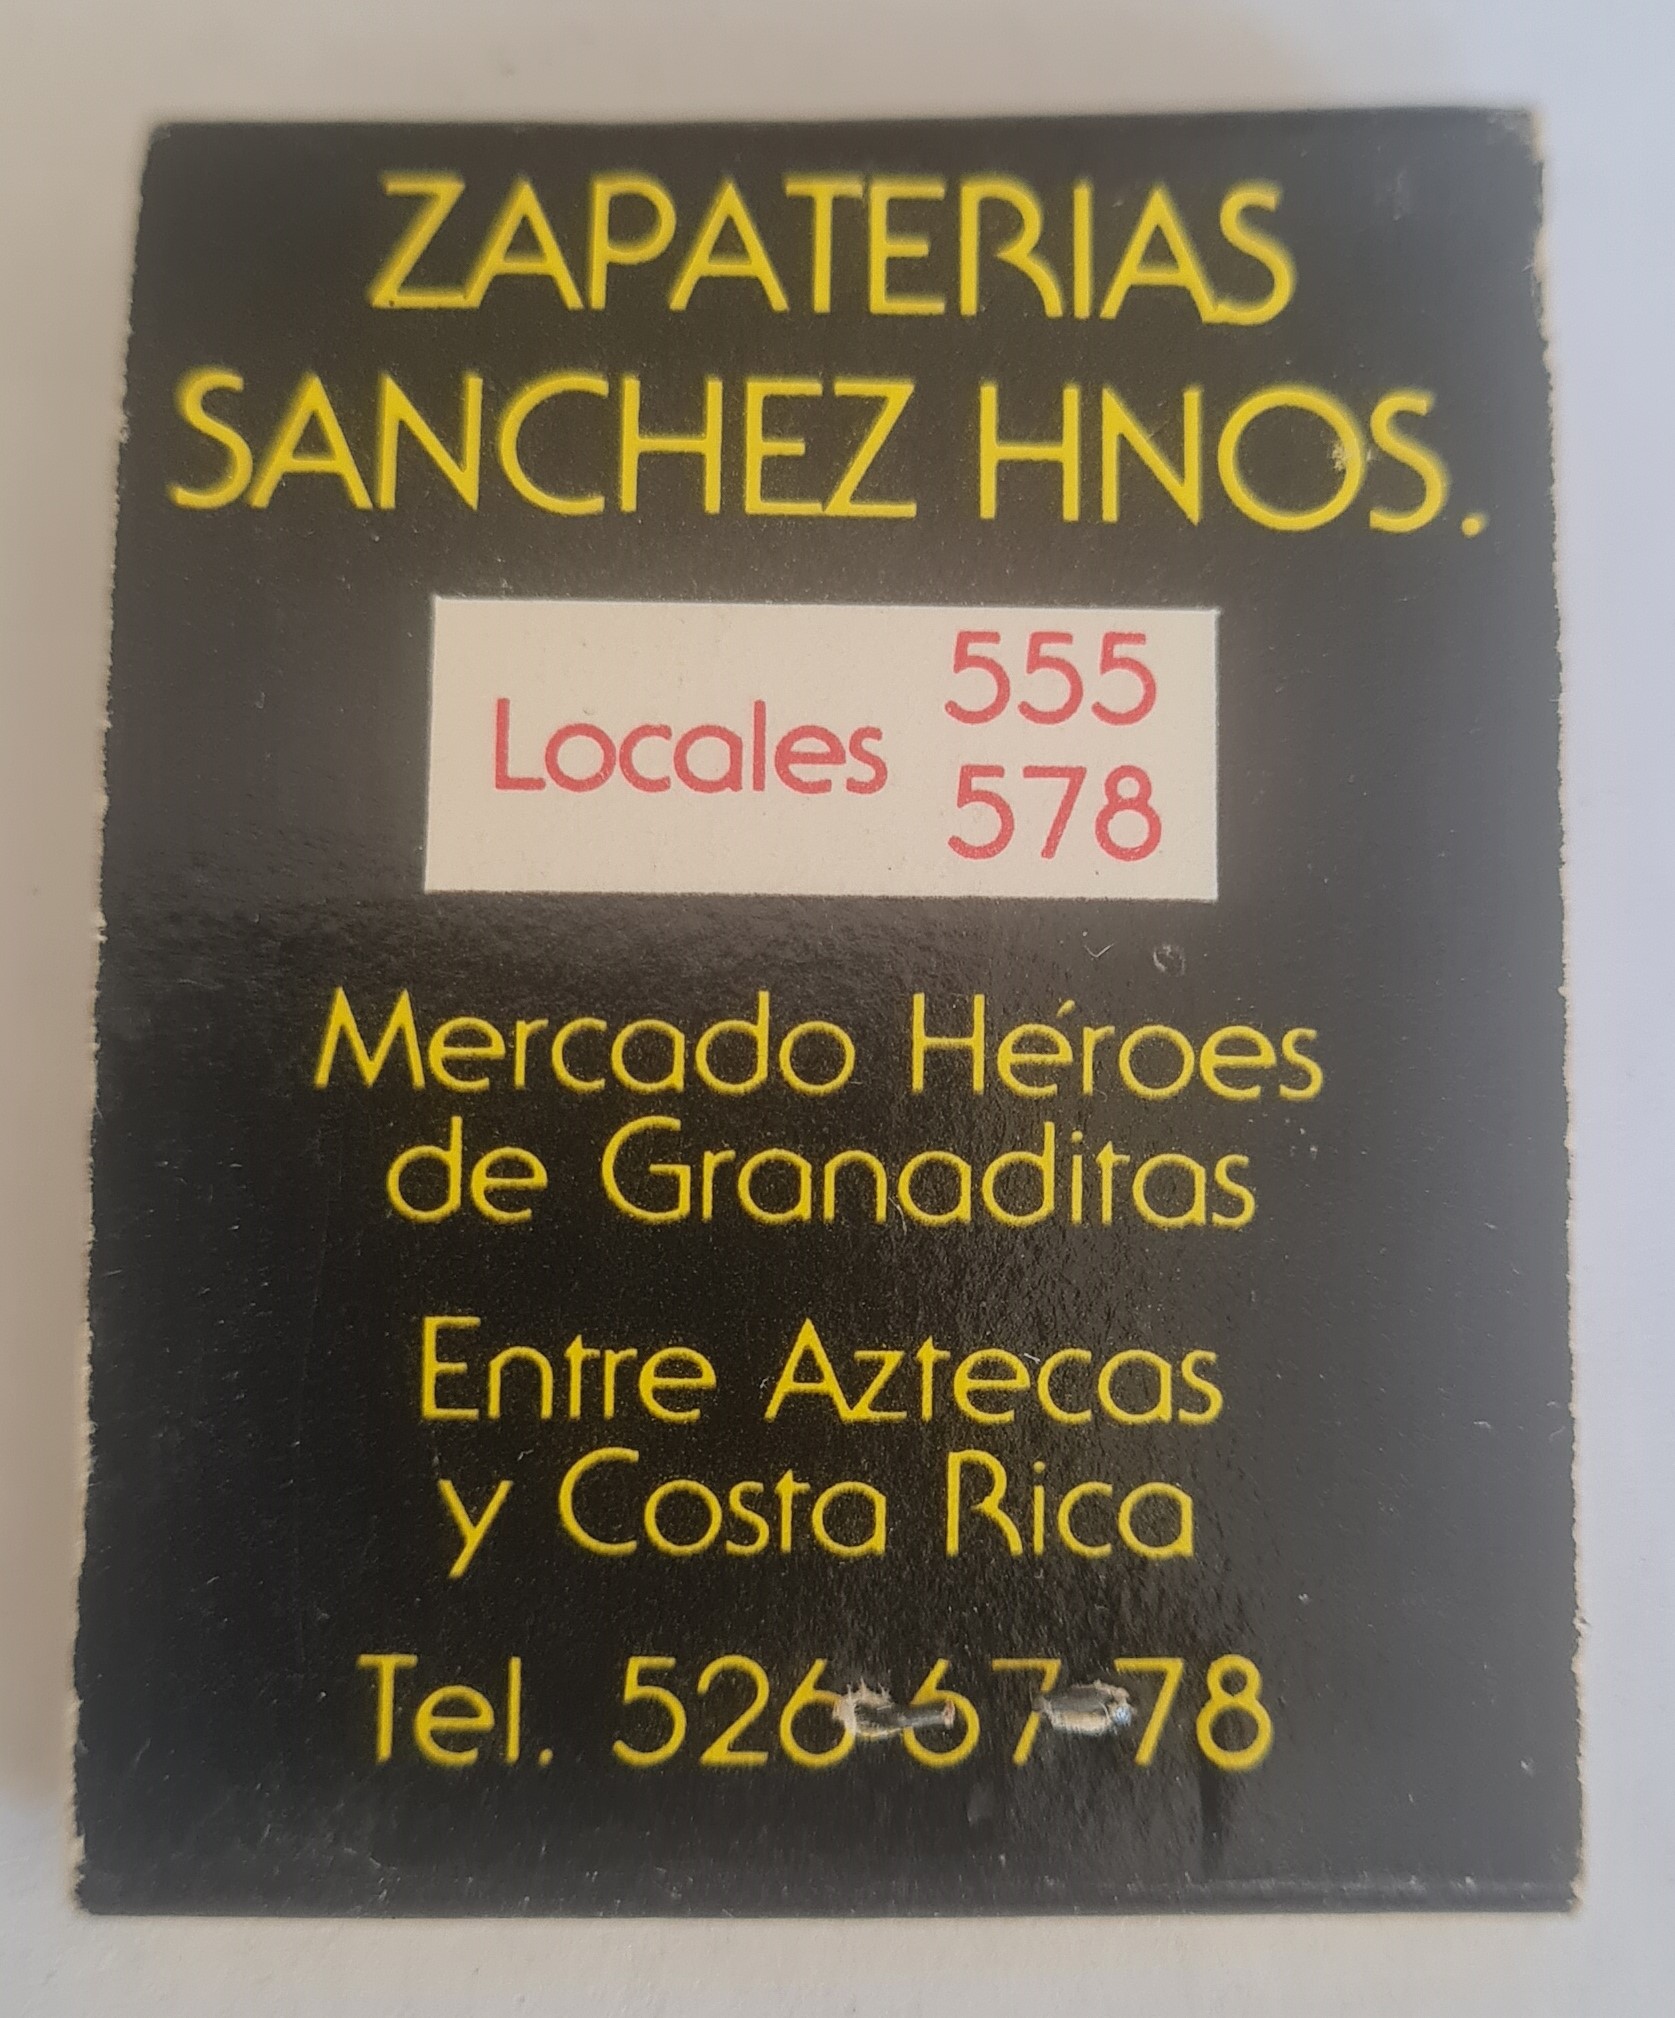 ZAPATERIAS
SANCHEZ HNOS.
Locales 555
578
Mercado Héroes
de Granaditas
Entre Aztecas
y Costa Rica
Tel. 526-67-78